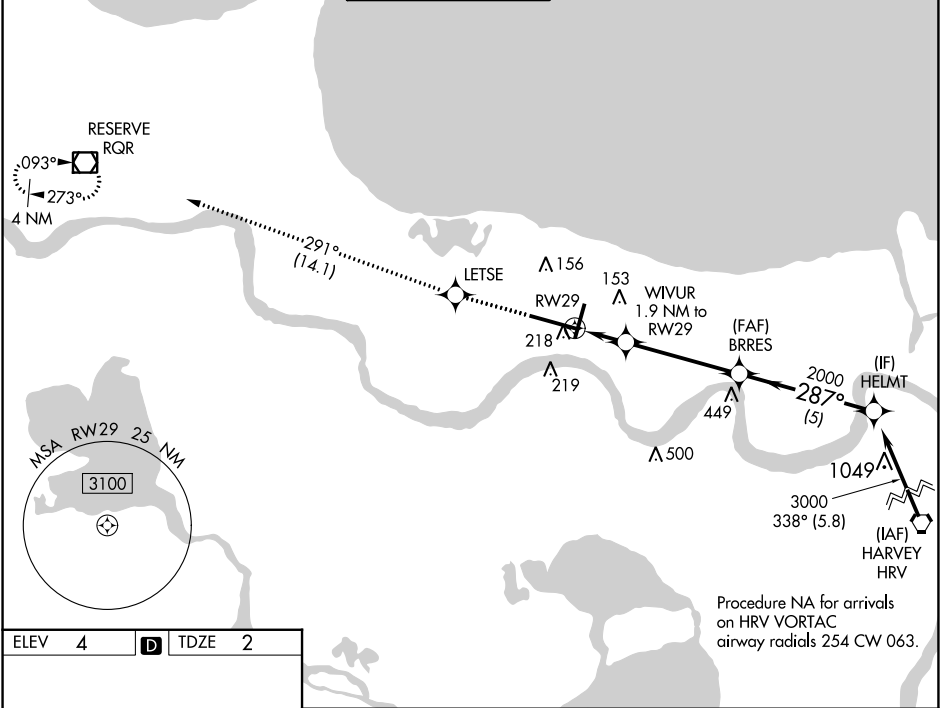 RESERVE
RQR
093°
273°
4 NM
291°
(14.1)
LETSE
156
153
RW29
WIVUR
1.9 NM to
RW29
218
219
(FAF)
BRRES
449
500
2000
287°
(5)
(IF)
HELMT
1049
3000
338° (5.8)
(IAF)
HARVEY
HRV
MSA RW29 25 NM
3100
Procedure NA for arrivals
on HRV VORTAC
airway radials 254 CW 063.
ELEV 4 D TDZE 2